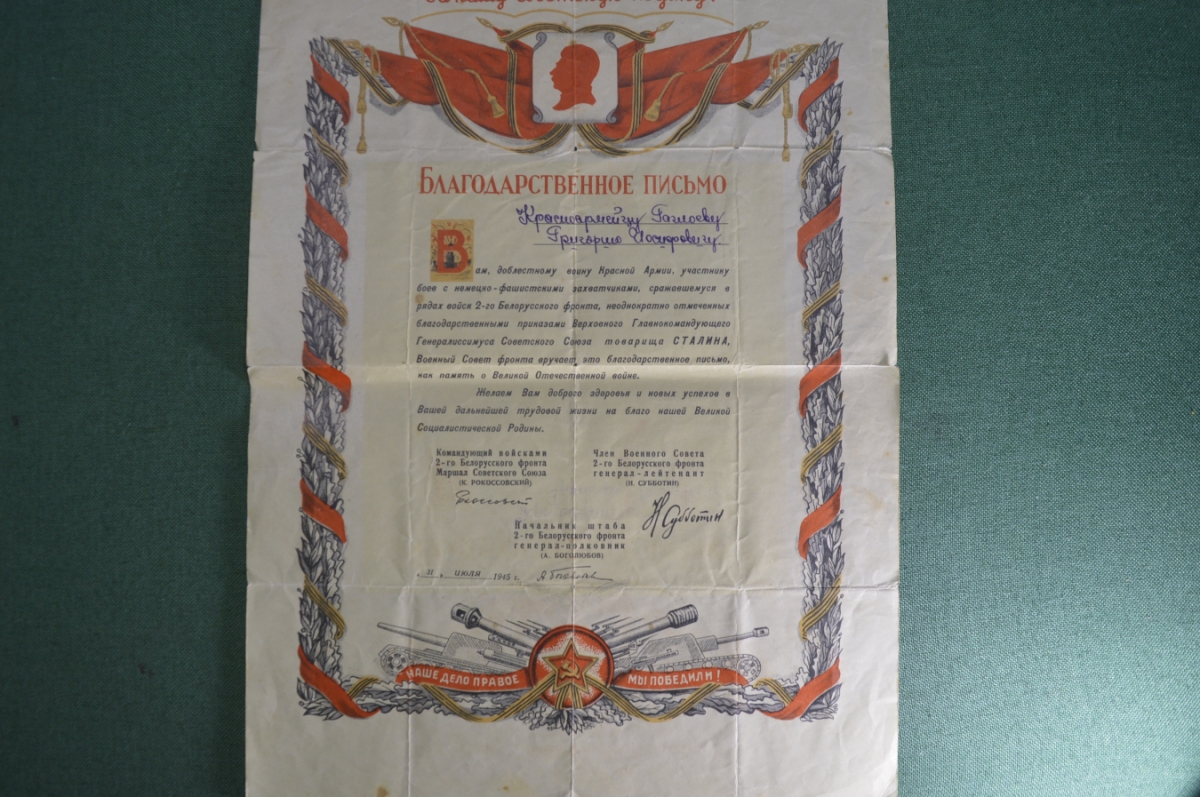 БЛАГОДАРСТВЕННОЕ ПИСЬМО
Красноармейцу Гаглоеву
Григорию Иосифовичу
Вам, доблестному воину Красной Армии, участнику
боев с немецко-фашистскими захватчиками, сражавшемуся в
рядах войск 2-го Белорусского фронта, неоднократно отмеченных
благодарственными приказами Верховного Главнокомандующего
Генералиссимуса Советского Союза товарища СТАЛИНА,
Военный Совет фронта вручает это благодарственное письмо,
как память о Великой Отечественной войне.
Желаем Вам доброго здоровья и новых успехов в
Вашей дальнейшей трудовой жизни на благо нашей Великой
Социалистической Родины.
Командующий войсками
2-го Белорусского фронта
Маршал Советского Союза
(К. РОКОССОВСКИЙ)
Член Военного Совета
2-го Белорусского фронта
генерал-лейтенант
(Н. СУББОТИН)
Н Субботин
Начальник штаба
2-го Белорусского фронта
генерал-полковник
(А. БОГОЛЮБОВ)
„31" июля 1945 г.
НАШЕ ДЕЛО ПРАВОЕ МЫ ПОБЕДИЛИ!